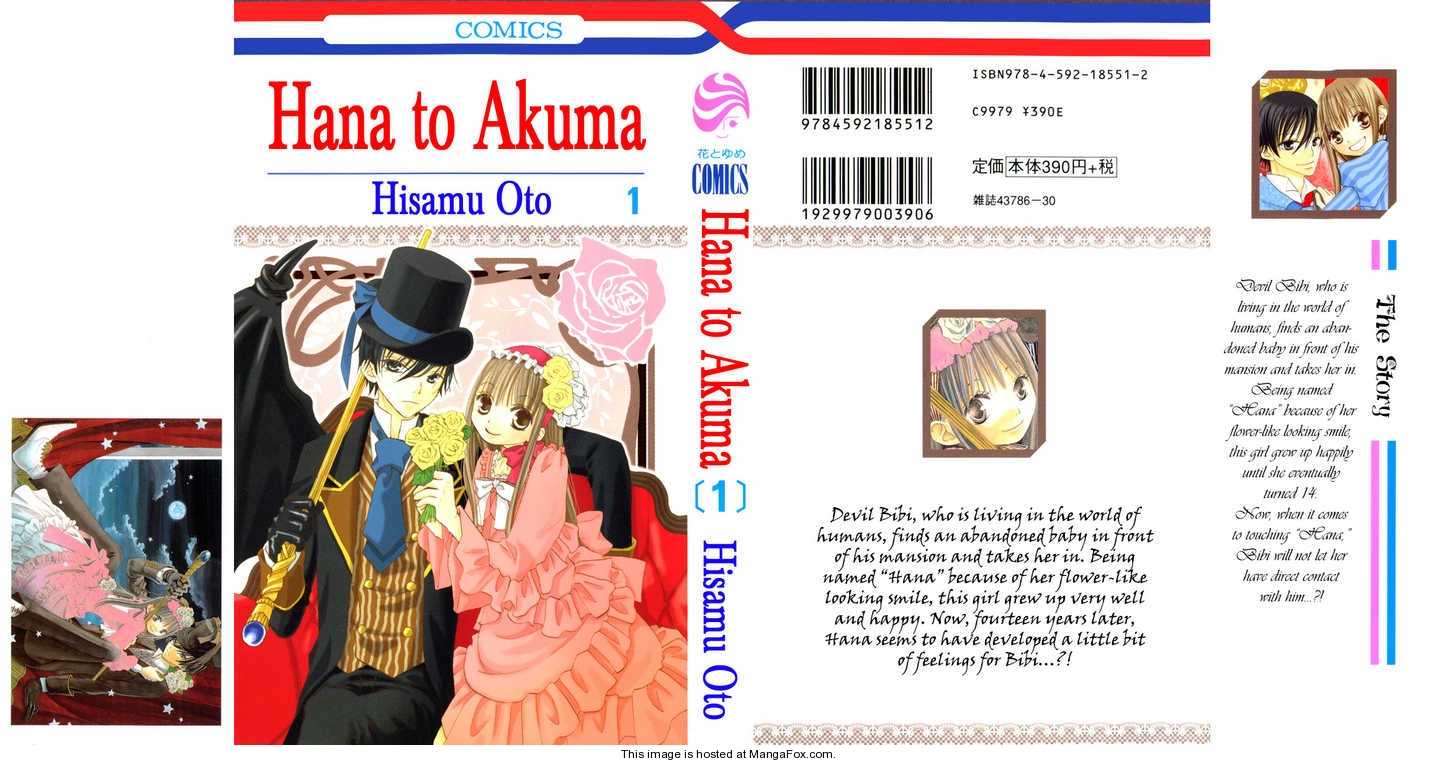 COMICS
Hana to Akuma
Hisamu Oto 1
花とゆめ
COMICS
Hana to Akuma
(1)
Hisamu Oto
9784592185512
1929979003906
ISBN978-4-592-18551-2
C9979 ¥390E
定価 本体390円+税
雑誌43786-30
Devil Bibi, who is living in the world of
humans, finds an abandoned baby in front
of his mansion and takes her in. Being
named "Hana" because of her flower-like
looking smile, this girl grew up very well
and happy. Now, fourteen years later,
Hana seems to have developed a little bit
of feelings for Bibi...?!
The Story
Devil Bibi, who is
living in the world of
humans, finds an aban-
doned baby in front of his
mansion and takes her in.
Being named
"Hana" because of her
flower-like looking smile,
this girl grew up happily
until she eventually
turned 14.
Now, when it comes
to touching "Hana,"
Bibi will not let her
have direct contact
with him...?!
This image is hosted at MangaFox.com.